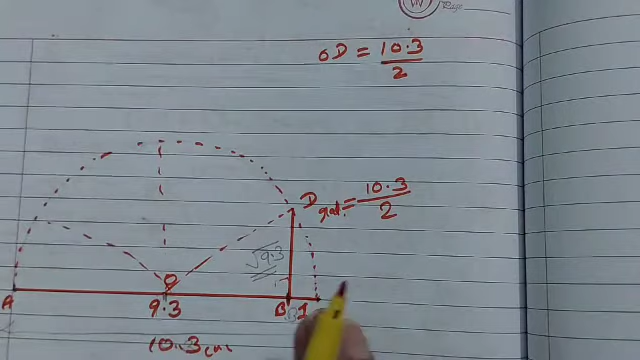 OD = 10.3
2
D
rad. = 10.3
2
√9.3
O
A
9.3
B
1
10.3 cm